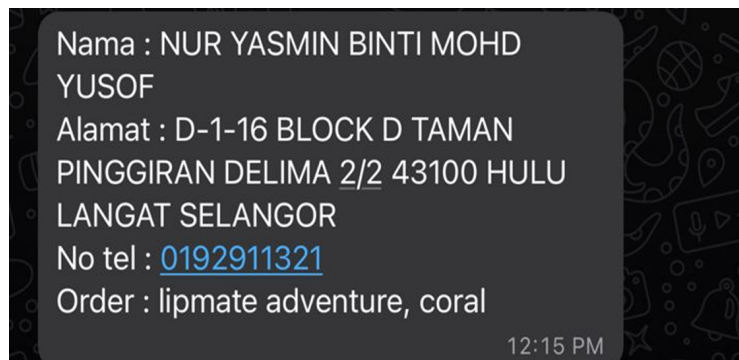 Nama : NUR YASMIN BINTI MOHD
YUSOF
Alamat : D-1-16 BLOCK D TAMAN
PINGGIRAN DELIMA 2/2 43100 HULU
LANGAT SELANGOR
No tel : 0192911321
Order : lipmate adventure, coral
12:15 PM